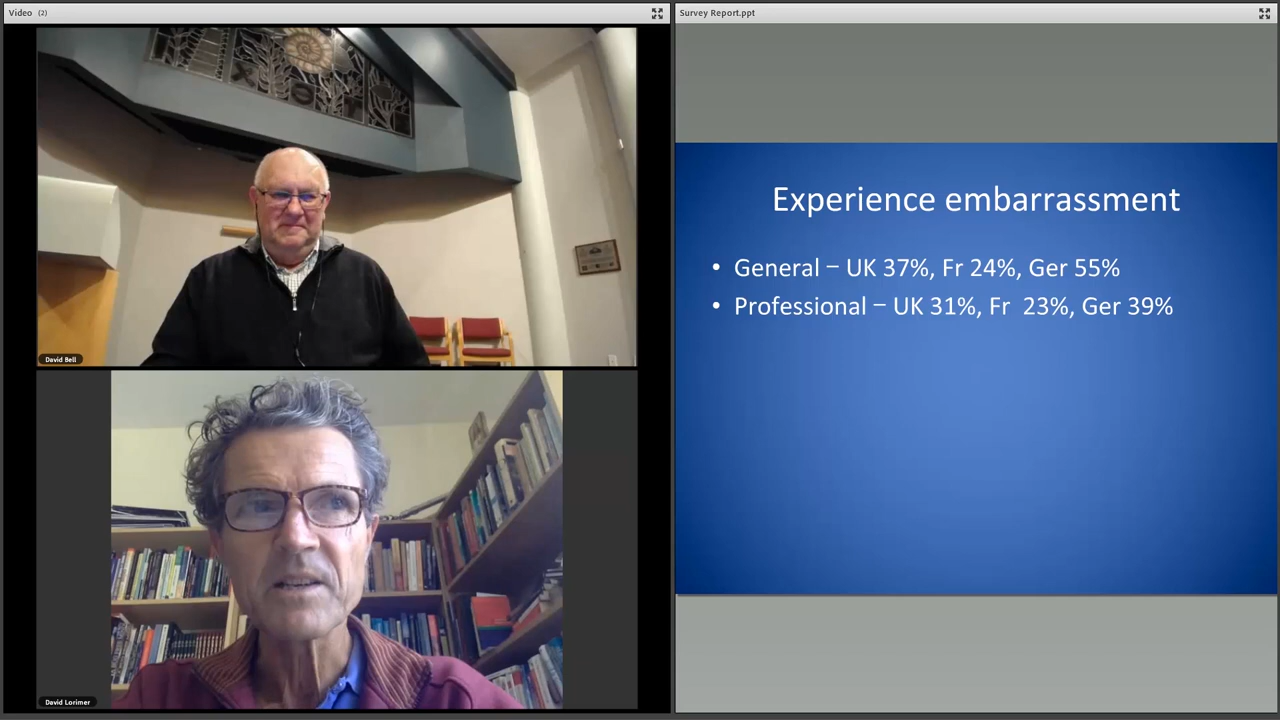 Video (2)
David Bell
David Lorimer
Survey Report.ppt
Experience embarrassment
• General – UK 37%, Fr 24%, Ger 55%
• Professional – UK 31%, Fr  23%, Ger 39%